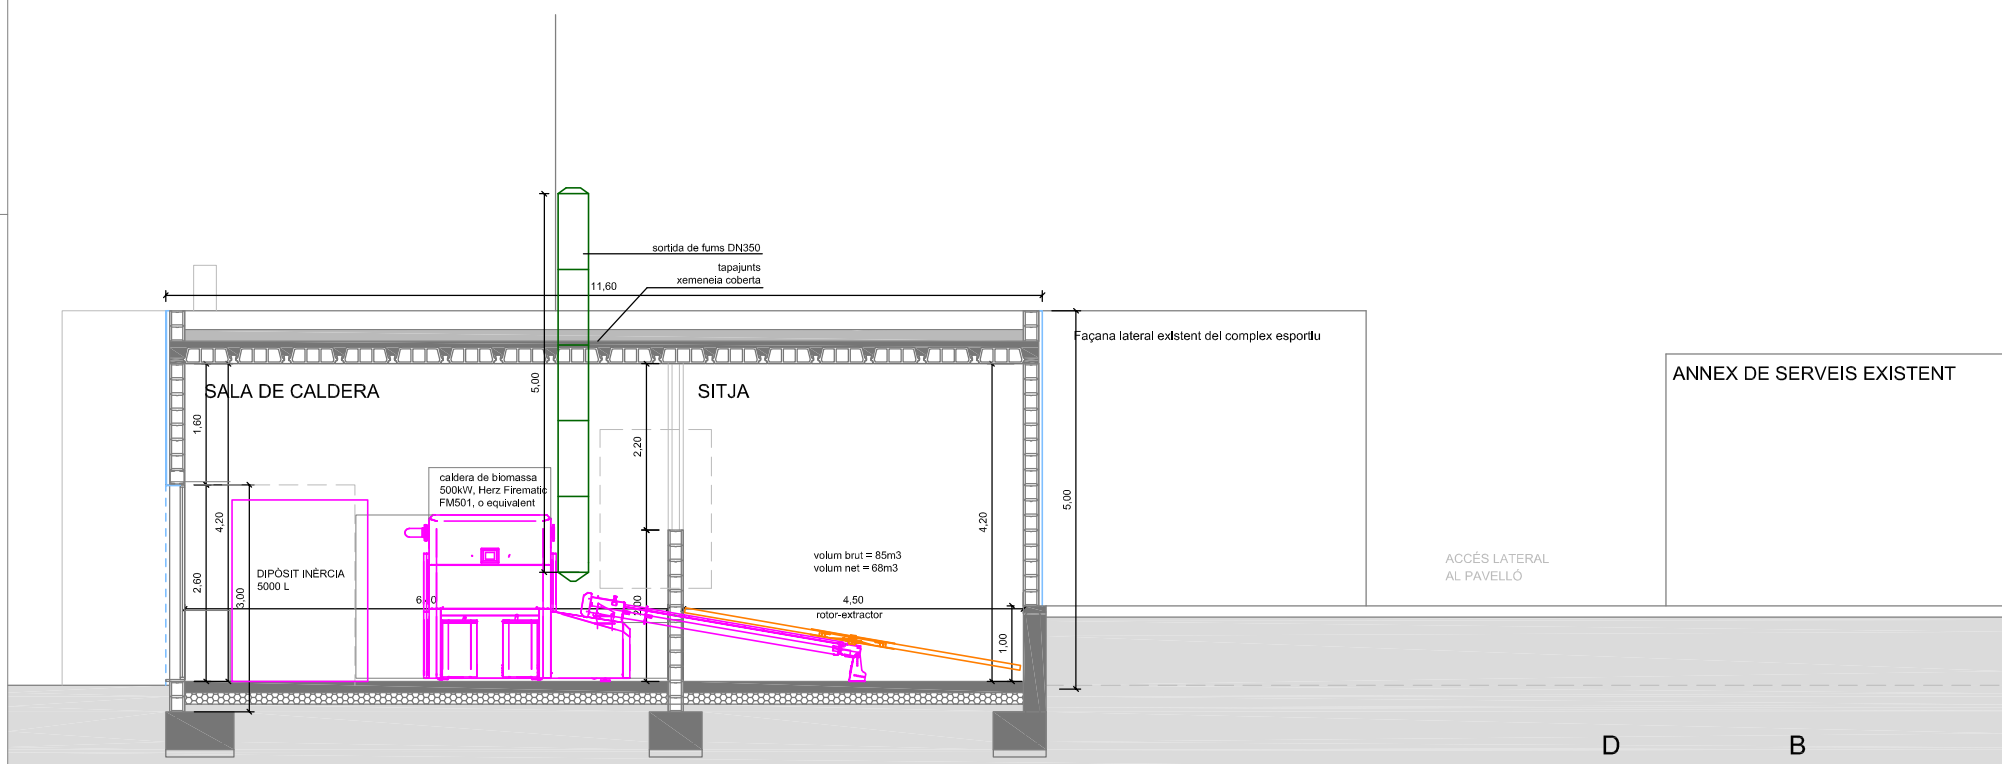 sortida de fums DN350
tapajunts
xemeneia coberta
11,60
Façana lateral existent del complex esportiu
SALA DE CALDERA
SITJA
ANNEX DE SERVEIS EXISTENT
5,00
1,60
2,20
caldera de biomassa
500kW, Herz Firematic
FM501, o equivalent
4,20
4,20
5,00
volum brut = 85m3
volum net = 68m3
ACCÉS LATERAL
AL PAVELLÓ
DIPÒSIT INÈRCIA
5000 L
2,60
3,00
4,50
rotor-extractor
1,00
D
B